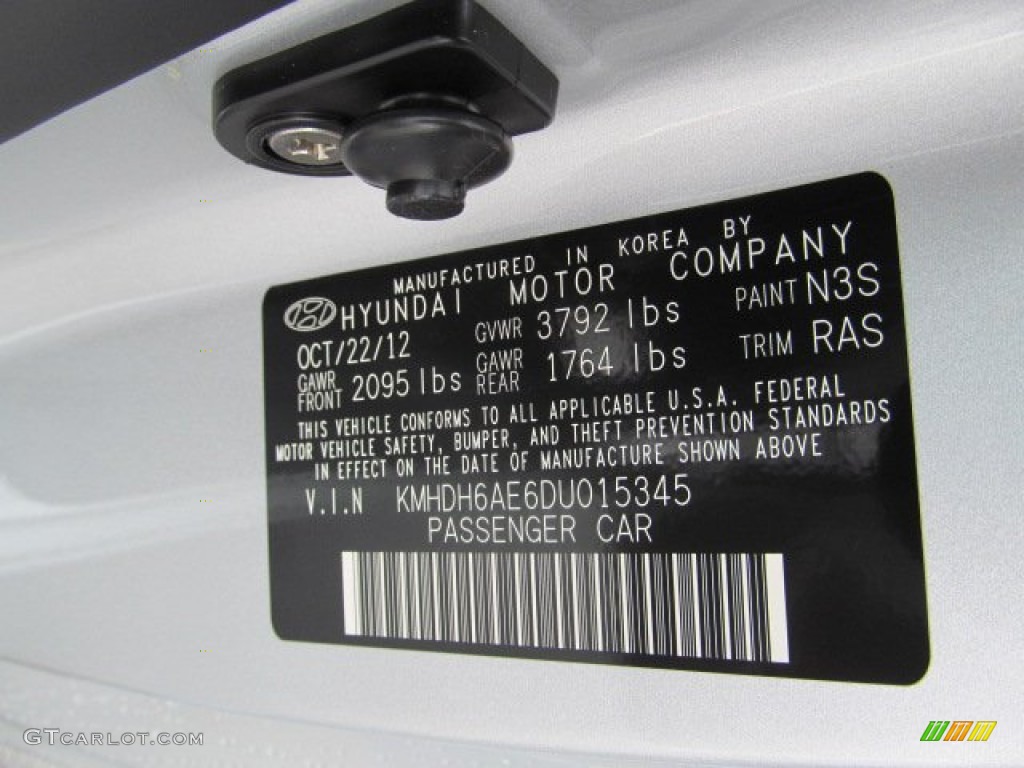 MANUFACTURED IN KOREA BY
HYUNDAI MOTOR COMPANY
OCT/22/12 GVWR 3792 lbs PAINT N3S
GAWR FRONT 2095 lbs GAWR REAR 1764 lbs TRIM RAS
THIS VEHICLE CONFORMS TO ALL APPLICABLE U.S.A. FEDERAL
MOTOR VEHICLE SAFETY, BUMPER, AND THEFT PREVENTION STANDARDS
IN EFFECT ON THE DATE OF MANUFACTURE SHOWN ABOVE
V.I.N KMHDH6AE6DU015345
PASSENGER CAR
GTCARLOT.COM